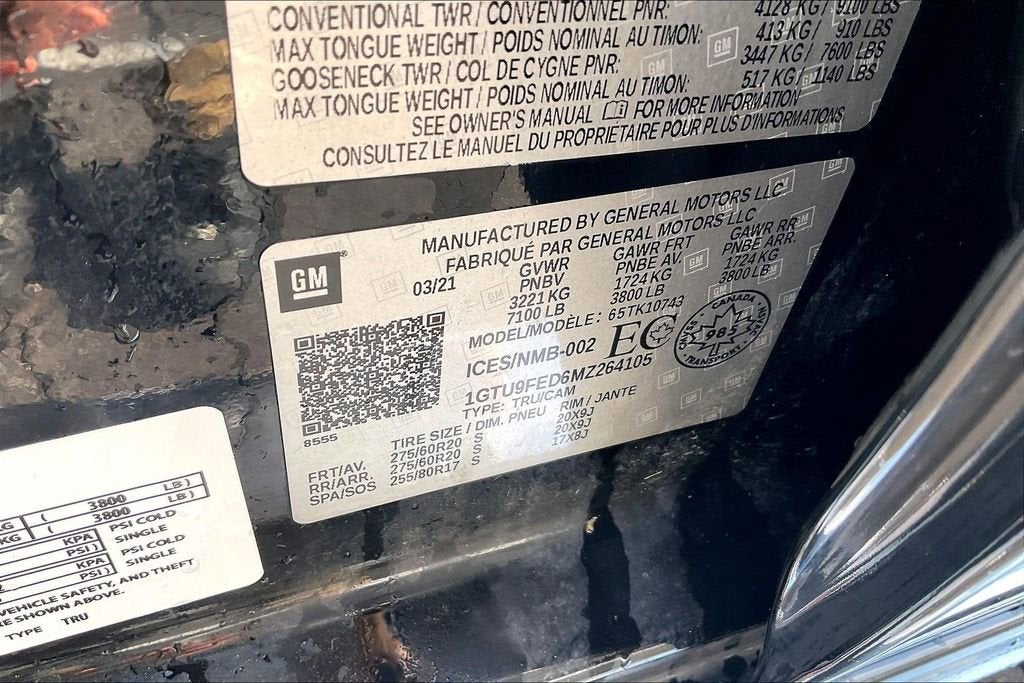 CONVENTIONAL TWR / CONVENTIONNEL PNR: 4128 KG / 9100 LBS
MAX TONGUE WEIGHT / POIDS NOMINAL AU TIMON: 413 KG / 910 LBS
GOOSENECK TWR / COL DE CYGNE PNR: 3447 KG / 7600 LBS
MAX TONGUE WEIGHT / POIDS NOMINAL AU TIMON: 517 KG / 1140 LBS
SEE OWNER'S MANUAL FOR MORE INFORMATION
CONSULTEZ LE MANUEL DU PROPRIETAIRE POUR PLUS D'INFORMATIONS
GM
MANUFACTURED BY GENERAL MOTORS LLC
FABRIQUÉ PAR GENERAL MOTORS LLC
03/21
GVWR GAWR FRT GAWR RR
PNBV PNBE AV. PNBE ARR.
3221 KG 1724 KG 1724 KG
7100 LB 3800 LB 3800 LB
MODEL/MODÈLE: 65TK10743
ICES/NMB-002 EC
CANADA
985
TRANSPORT
1GTU9FED6MZ264105
TYPE: TRU/CAM
8555
TIRE SIZE / DIM. PNEU RIM / JANTE
FRT/AV. 275/60R20 S 20X9J
RR/ARR. 275/60R20 S 20X9J
SPA/SOS 255/80R17 S 17X8J
( 3800 LB )
KG ( 3800 LB )
KPA PSI COLD
PSI ) SINGLE
KPA PSI COLD
PSI ) SINGLE
VEHICLE SAFETY, AND THEFT
SHOWN ABOVE.
TYPE TRU